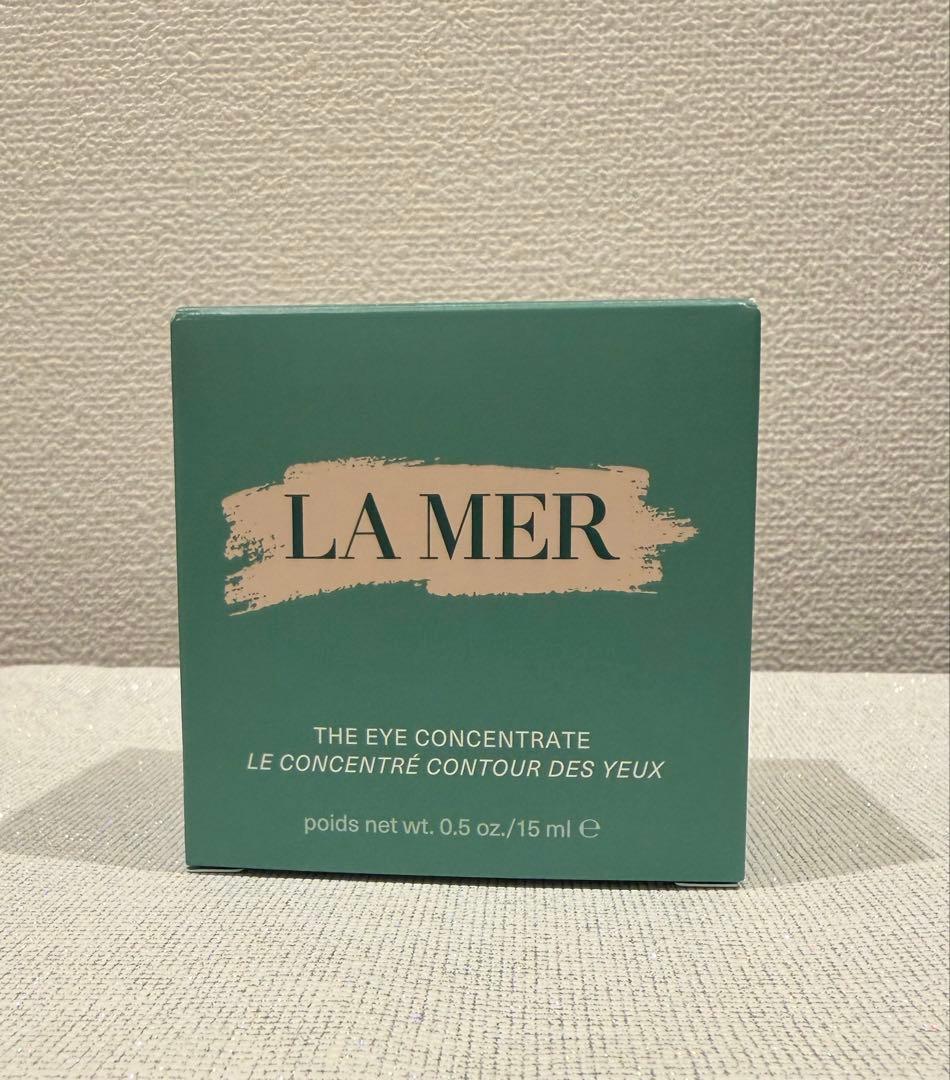 LA MER
THE EYE CONCENTRATE
LE CONCENTRÉ CONTOUR DES YEUX
poids net wt. 0.5 oz./15 ml ℮